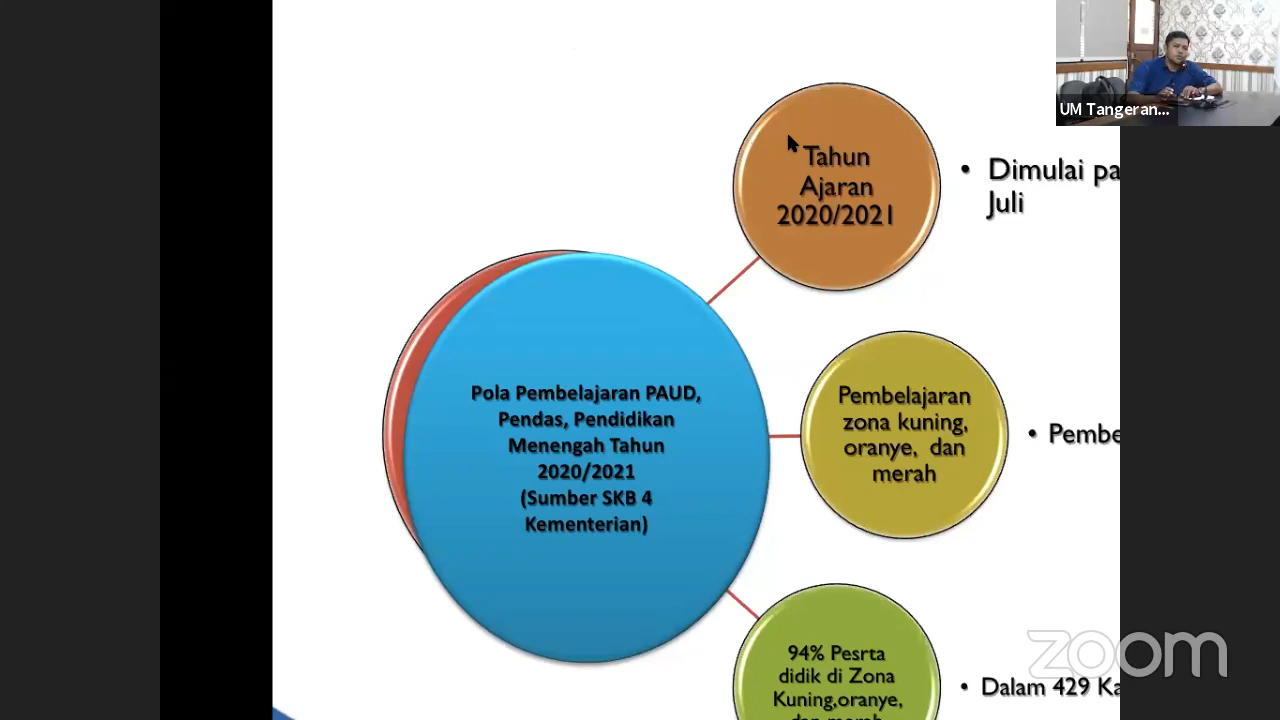 UM Tangeran...
Tahun
Ajaran
2020/2021
• Dimulai pa
Juli
Pola Pembelajaran PAUD,
Pendas, Pendidikan
Menengah Tahun
2020/2021
(Sumber SKB 4
Kementerian)
Pembelajaran
zona kuning,
oranye, dan
merah
• Pembe
94% Pesrta
didik di Zona
Kuning,oranye,
dan merah
• Dalam 429 Ka
zoom